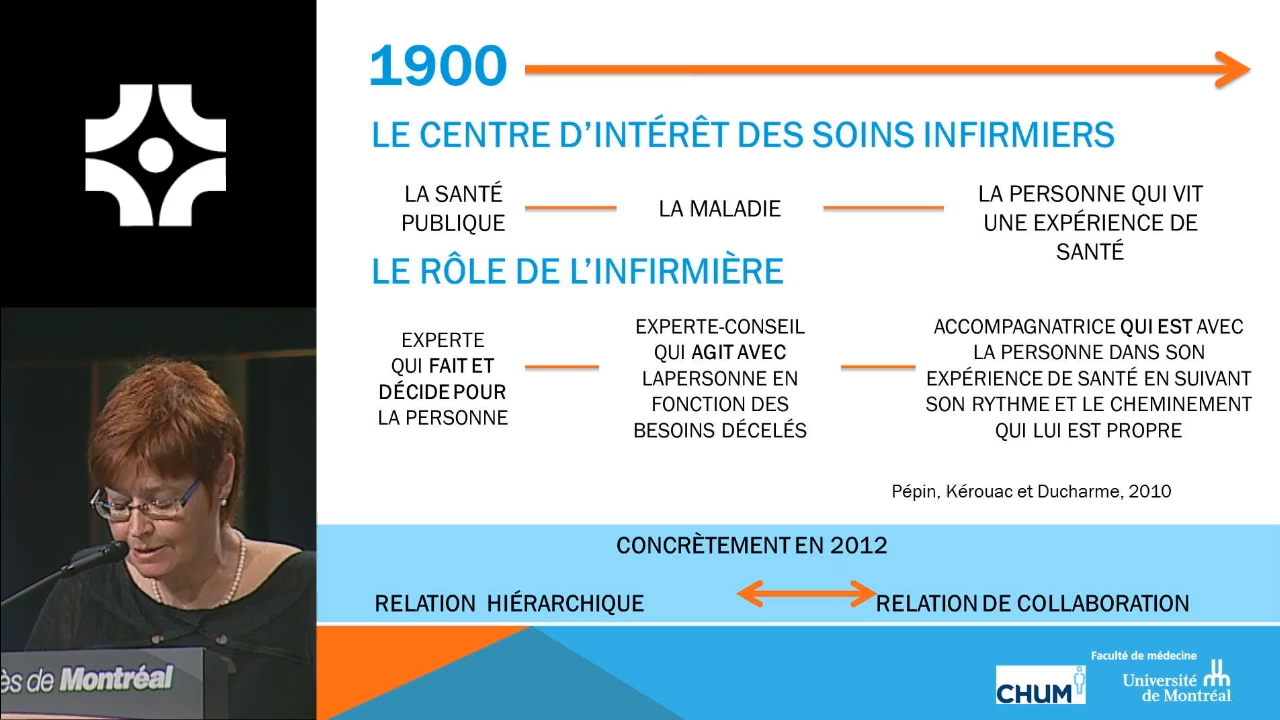 1900
LE CENTRE D'INTÉRÊT DES SOINS INFIRMIERS
LA SANTÉ
PUBLIQUE
LA MALADIE
LA PERSONNE QUI VIT
UNE EXPÉRIENCE DE
SANTÉ
LE RÔLE DE L'INFIRMIÈRE
EXPERTE
QUI FAIT ET
DÉCIDE POUR
LA PERSONNE
EXPERTE-CONSEIL
QUI AGIT AVEC
LAPERSONNE EN
FONCTION DES
BESOINS DÉCELÉS
ACCOMPAGNATRICE QUI EST AVEC
LA PERSONNE DANS SON
EXPÉRIENCE DE SANTÉ EN SUIVANT
SON RYTHME ET LE CHEMINEMENT
QUI LUI EST PROPRE
Pépin, Kérouac et Ducharme, 2010
CONCRÈTEMENT EN 2012
RELATION HIÉRARCHIQUE
RELATION DE COLLABORATION
ès de Montréal
CHUM
Faculté de médecine
Université
de Montréal